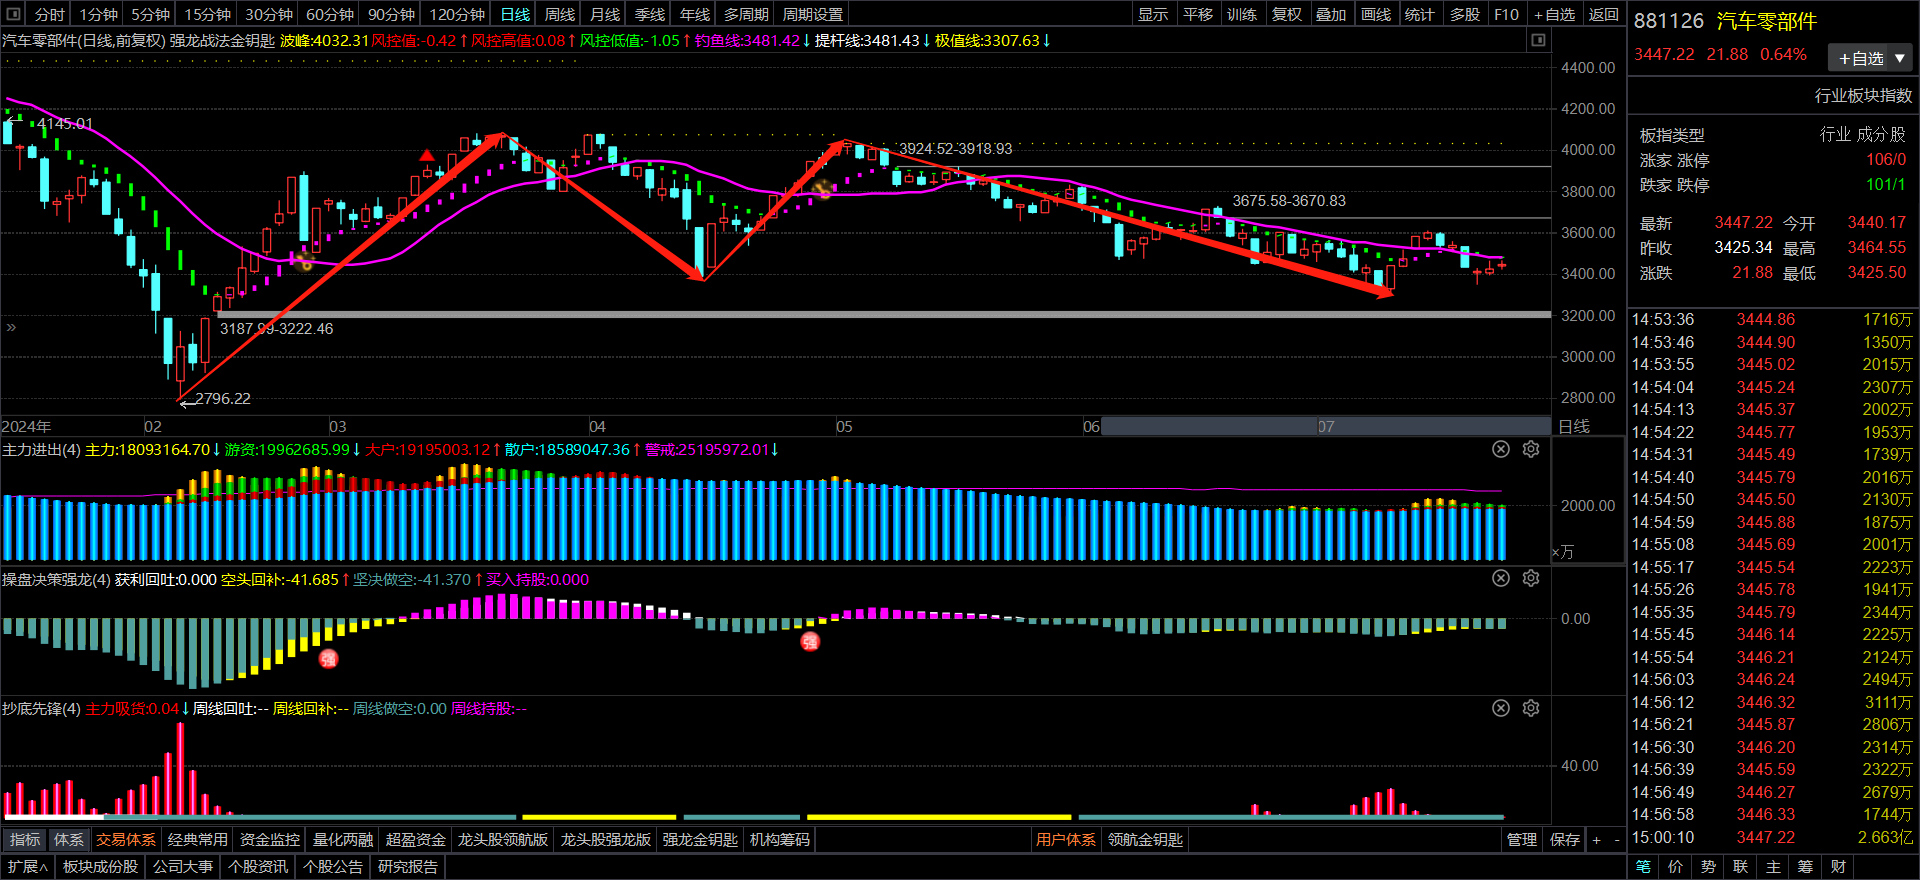 分时 1分钟 5分钟 15分钟 30分钟 60分钟 90分钟 120分钟 日线 周线 月线 季线 年线 多周期 周期设置 显示 平移 训练 复权 叠加 画线 统计 多股 F10 +自选 返回
881126 汽车零部件
汽车零部件(日线,前复权) 强龙战法金钥匙 波峰:4032.31 风控值:-0.42↑ 风控高值:0.08↑ 风控低值:-1.05↑ 钓鱼线:3481.42↓ 提杆线:3481.43↓ 极值线:3307.63↓
3447.22 21.88 0.64% +自选 ▼
行业板块指数
板指类型 行业 成分股
涨家 涨停 106/0
跌家 跌停 101/1
最新 3447.22 今开 3440.17
昨收 3425.34 最高 3464.55
涨跌 21.88 最低 3425.50
4400.00
4200.00
4000.00
3800.00
3600.00
3400.00
3200.00
3000.00
2800.00
4145.01
3924.52-3918.93
3675.58-3670.83
3187.99-3222.46
2796.22
»
2024年 02 03 04 05 06 07 日线
主力进出(4) 主力:18093164.70↓ 游资:19962685.99↓ 大户:19195003.12↑ 散户:18589047.36↑ 警戒:25195972.01↓
2000.00
×万
操盘决策强龙(4) 获利回吐:0.000 空头回补:-41.685↑ 坚决做空:-41.370↑ 买入持股:0.000
0.00
强
强
抄底先锋(4) 主力吸货:0.04↓ 周线回吐:-- 周线回补:-- 周线做空:0.00 周线持股:--
40.00
14:53:36 3444.86 1716万
14:53:46 3444.90 1350万
14:53:55 3445.02 2015万
14:54:04 3445.24 2307万
14:54:13 3445.37 2002万
14:54:22 3445.77 1953万
14:54:31 3445.49 1739万
14:54:40 3445.79 2016万
14:54:50 3445.50 2130万
14:54:59 3445.88 1875万
14:55:08 3445.69 2001万
14:55:17 3445.54 2223万
14:55:26 3445.78 1941万
14:55:35 3445.79 2344万
14:55:45 3446.14 2225万
14:55:54 3446.21 2124万
14:56:03 3446.24 2494万
14:56:12 3446.32 3111万
14:56:21 3445.87 2806万
14:56:30 3446.20 2314万
14:56:39 3445.59 2322万
14:56:49 3446.27 2679万
14:56:58 3446.33 1744万
15:00:10 3447.22 2.663亿
指标 体系 交易体系 经典常用 资金监控 量化两融 超盈资金 龙头股领航版 龙头股强龙版 强龙金钥匙 机构筹码 用户体系 领航金钥匙 管理 保存 + -
扩展∧ 板块成份股 公司大事 个股资讯 个股公告 研究报告 笔 价 势 联 主 筹 财